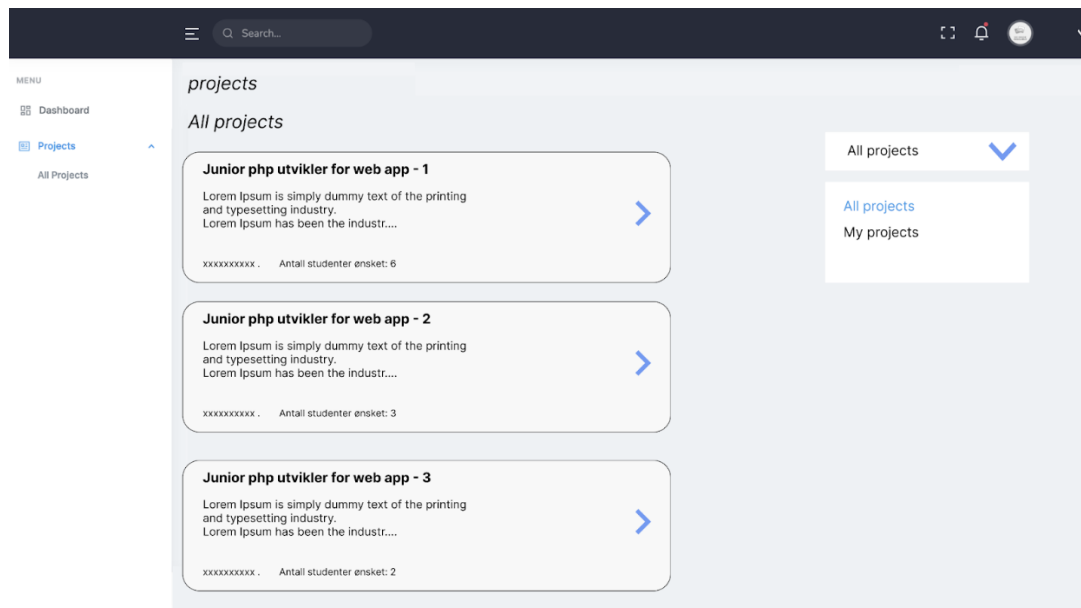 Search...
MENU
Dashboard
Projects
All Projects
projects
All projects
Junior php utvikler for web app - 1
Lorem Ipsum is simply dummy text of the printing
and typesetting industry.
Lorem Ipsum has been the industr....
xxxxxxxxxx . Antall studenter ønsket: 6
Junior php utvikler for web app - 2
Lorem Ipsum is simply dummy text of the printing
and typesetting industry.
Lorem Ipsum has been the industr....
xxxxxxxxxx . Antall studenter ønsket: 3
Junior php utvikler for web app - 3
Lorem Ipsum is simply dummy text of the printing
and typesetting industry.
Lorem Ipsum has been the industr....
xxxxxxxxxx . Antall studenter ønsket: 2
All projects
All projects
My projects